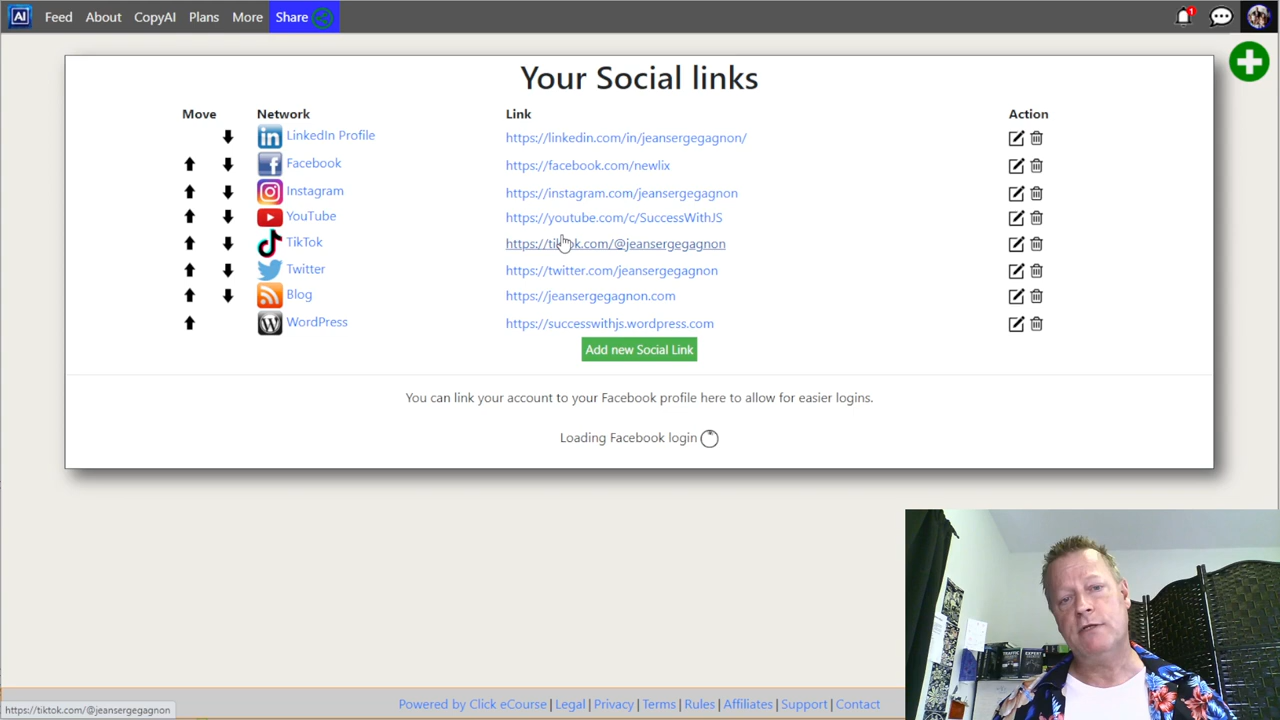 AI Feed About CopyAI Plans More Share 1
Your Social links
Move Network Link Action
LinkedIn Profile https://linkedin.com/in/jeansergegagnon/
Facebook https://facebook.com/newlix
Instagram https://instagram.com/jeansergegagnon
YouTube https://youtube.com/c/SuccessWithJS
TikTok https://tiktok.com/@jeansergegagnon
Twitter https://twitter.com/jeansergegagnon
Blog https://jeansergegagnon.com
WordPress https://successwithjs.wordpress.com
Add new Social Link
You can link your account to your Facebook profile here to allow for easier logins.
Loading Facebook login
Powered by Click eCourse | Legal | Privacy | Terms | Rules | Affiliates | Support | Contact
https://tiktok.com/@jeansergegagnon
TRAFFIC
EXPERT